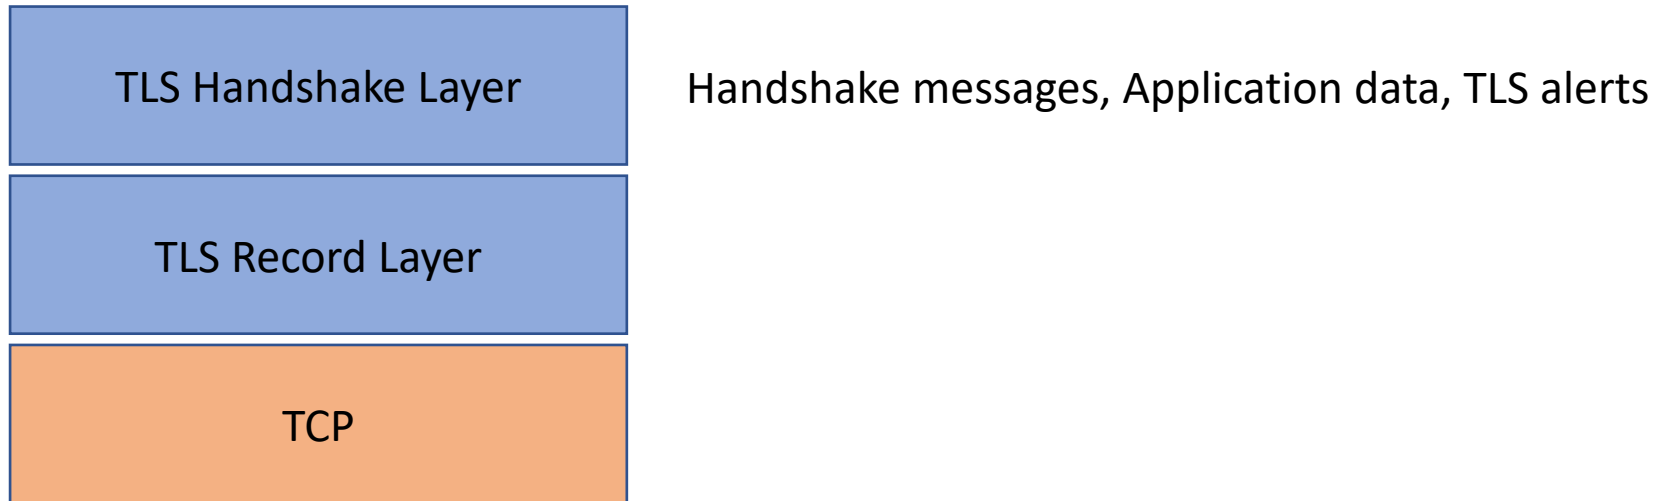 TLS Handshake Layer
Handshake messages, Application data, TLS alerts
TLS Record Layer
TCP